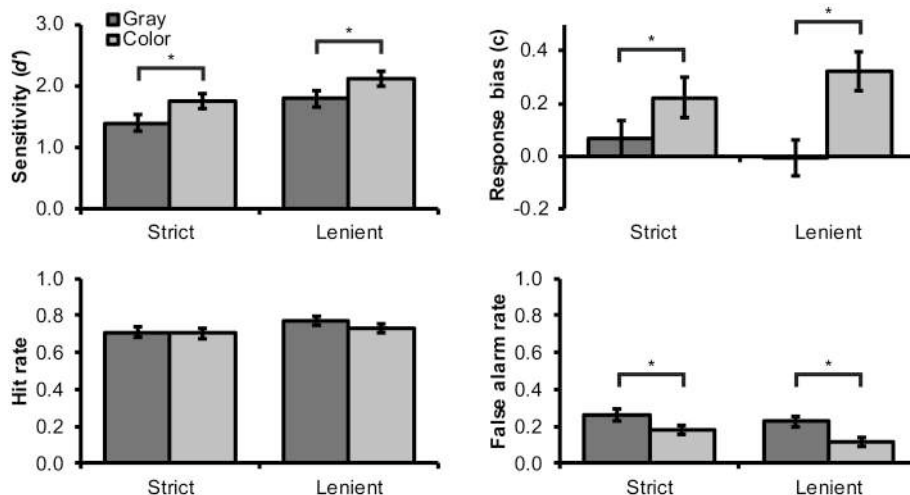 Gray
Color
Sensitivity (d')
3.0
2.0
1.0
0.0
*
*
Strict
Lenient
Response bias (c)
0.4
0.2
0.0
-0.2
*
*
Strict
Lenient
Hit rate
1.0
0.8
0.6
0.4
0.2
0.0
Strict
Lenient
False alarm rate
1.0
0.8
0.6
0.4
0.2
0.0
*
*
Strict
Lenient